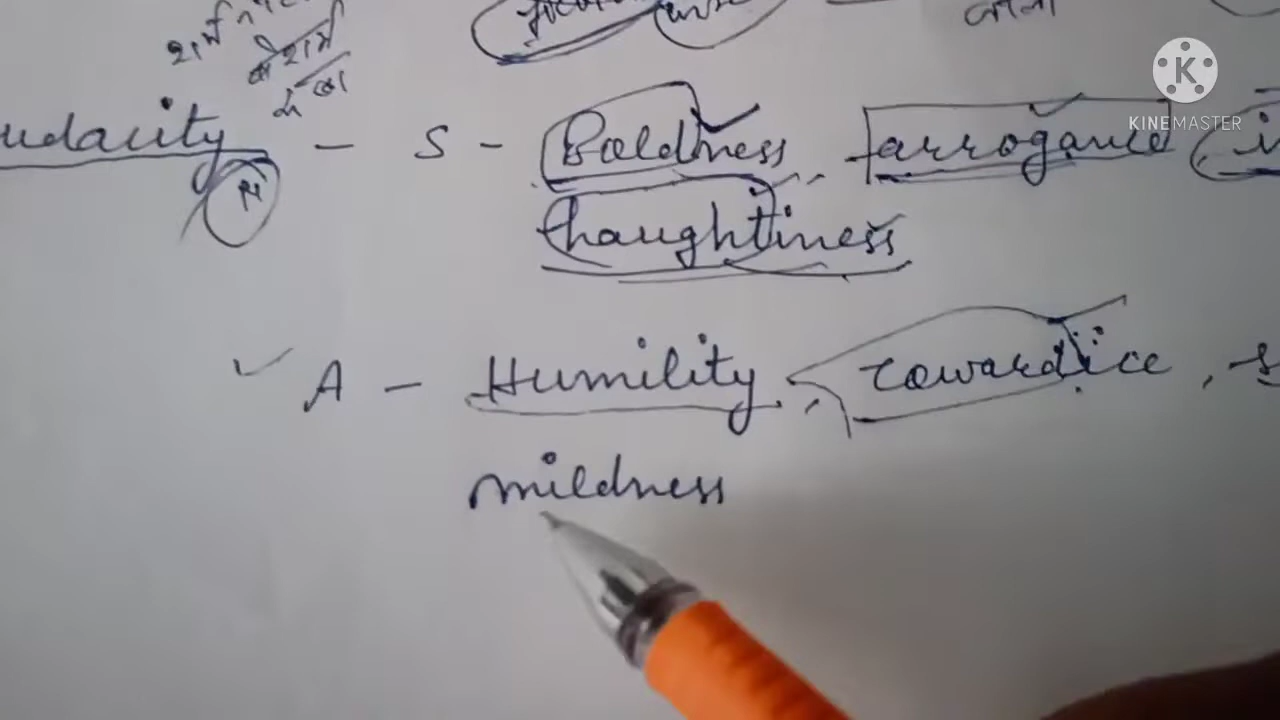 KINEMASTER
udacity - S - Boldness, arrogance
haughtiness
A - Humility, cowardice,
mildness